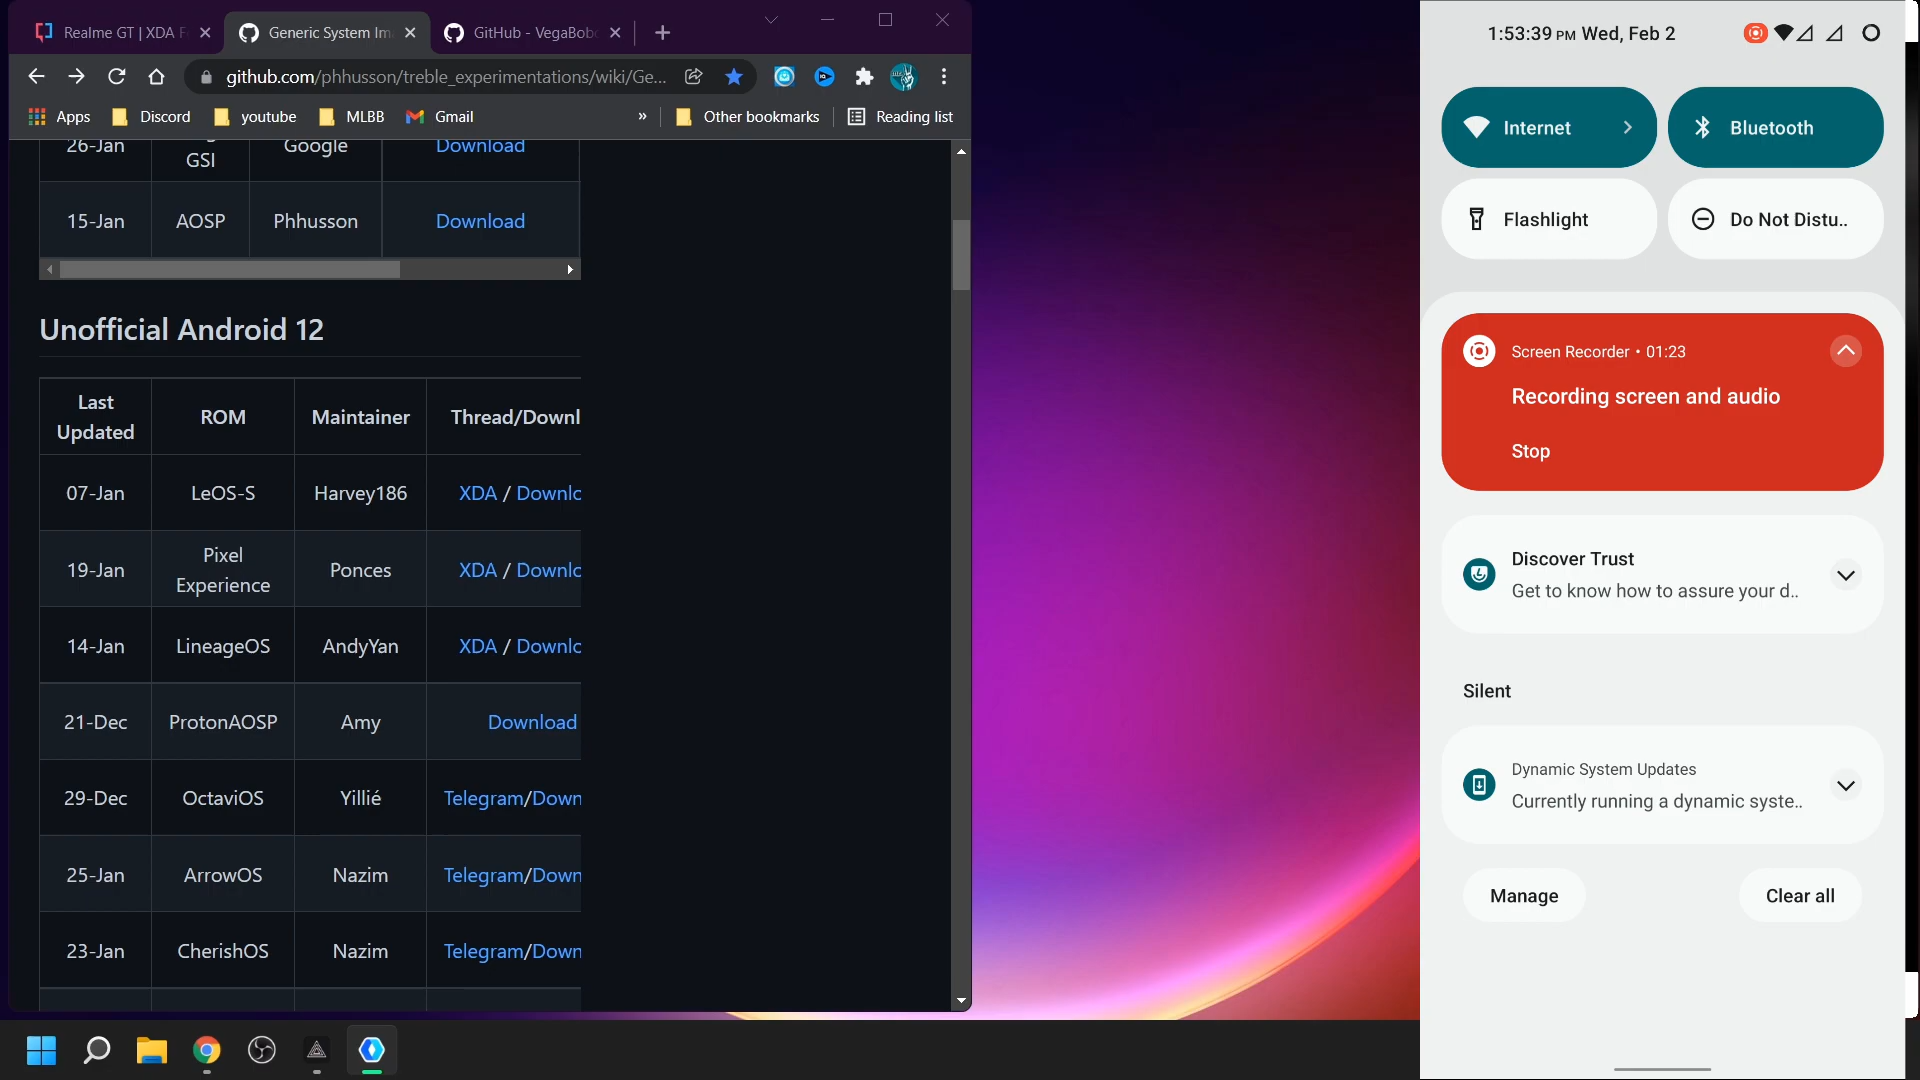 Realme GT | XDA F
Generic System Im
GitHub - VegaBob
github.com/phhusson/treble_experimentations/wiki/Ge...
Apps
Discord
youtube
MLBB
Gmail
»
Other bookmarks
Reading list
26-Jan
GSI
Google
Download
15-Jan
AOSP
Phhusson
Download
Unofficial Android 12
Last Updated
ROM
Maintainer
Thread/Downl
07-Jan
LeOS-S
Harvey186
XDA / Downlo
19-Jan
Pixel Experience
Ponces
XDA / Downlo
14-Jan
LineageOS
AndyYan
XDA / Downlo
21-Dec
ProtonAOSP
Amy
Download
29-Dec
OctaviOS
Yillié
Telegram/Down
25-Jan
ArrowOS
Nazim
Telegram/Down
23-Jan
CherishOS
Nazim
Telegram/Down
1:53:39 PM Wed, Feb 2
Internet
Bluetooth
Flashlight
Do Not Distu..
Screen Recorder • 01:23
Recording screen and audio
Stop
Discover Trust
Get to know how to assure your d..
Silent
Dynamic System Updates
Currently running a dynamic syste..
Manage
Clear all